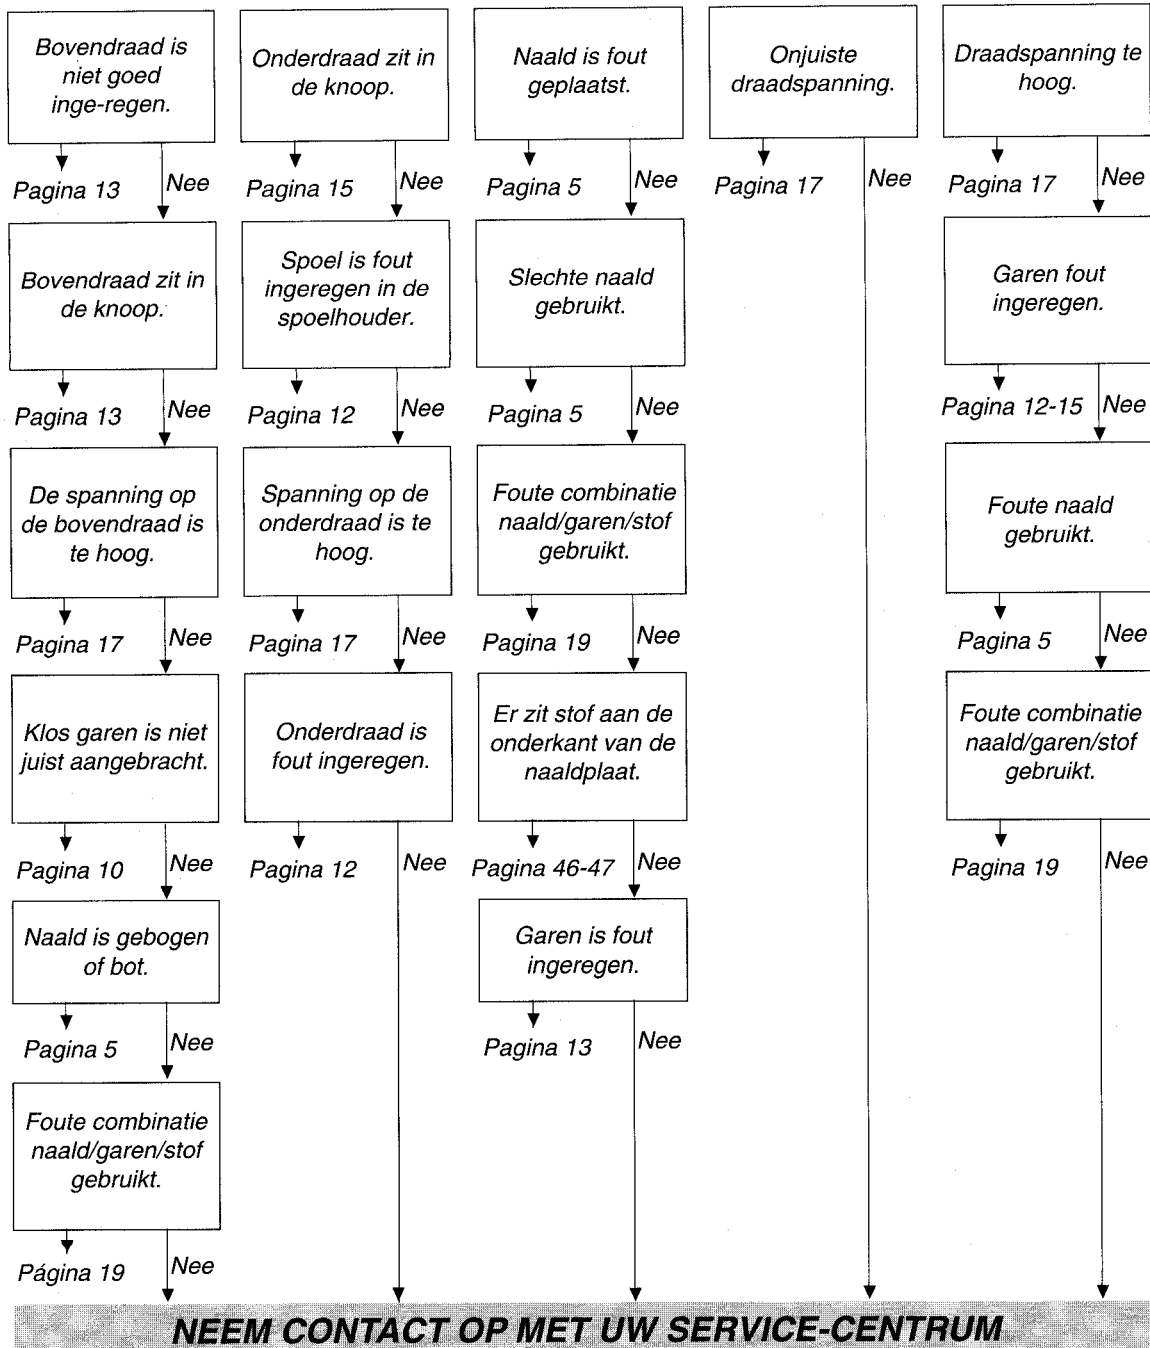 Bovendraad is
niet goed
inge-regen.
Pagina 13
Nee
Bovendraad zit in
de knoop.
Pagina 13
Nee
De spanning op
de bovendraad is
te hoog.
Pagina 17
Nee
Klos garen is niet
juist aangebracht.
Pagina 10
Nee
Naald is gebogen
of bot.
Pagina 5
Nee
Foute combinatie
naald/garen/stof
gebruikt.
Página 19
Nee
Onderdraad zit in
de knoop.
Pagina 15
Nee
Spoel is fout
ingeregen in de
spoelhouder.
Pagina 12
Nee
Spanning op de
onderdraad is te
hoog.
Pagina 17
Nee
Onderdraad is
fout ingeregen.
Pagina 12
Nee
Naald is fout
geplaatst.
Pagina 5
Nee
Slechte naald
gebruikt.
Pagina 5
Nee
Foute combinatie
naald/garen/stof
gebruikt.
Pagina 19
Nee
Er zit stof aan de
onderkant van de
naaldplaat.
Pagina 46-47
Nee
Garen is fout
ingeregen.
Pagina 13
Nee
Onjuiste
draadspanning.
Pagina 17
Nee
Draadspanning te
hoog.
Pagina 17
Nee
Garen fout
ingeregen.
Pagina 12-15
Nee
Foute naald
gebruikt.
Pagina 5
Nee
Foute combinatie
naald/garen/stof
gebruikt.
Pagina 19
Nee
NEEM CONTACT OP MET UW SERVICE-CENTRUM